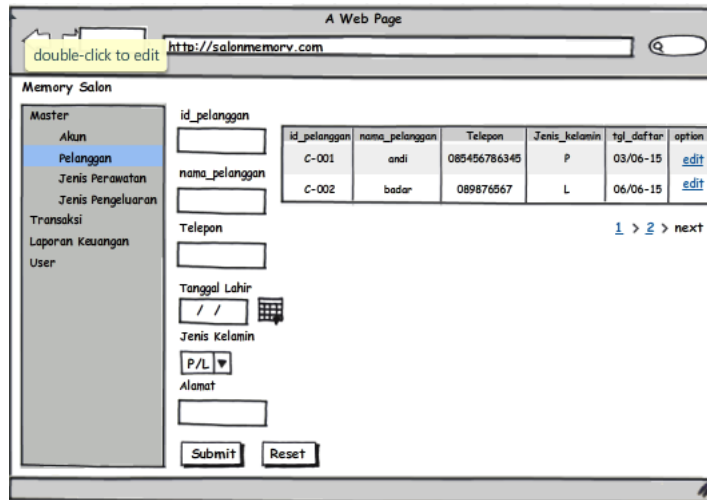 A Web Page
double-click to edit
http://salonmemory.com
Memory Salon
Master
Akun
Pelanggan
Jenis Perawatan
Jenis Pengeluaran
Transaksi
Laporan Keuangan
User
id_pelanggan
nama_pelanggan
Telepon
Tanggal Lahir
/ /
Jenis Kelamin
P/L
Alamat
Submit Reset
id_pelanggan nama_pelanggan Telepon Jenis_kelamin tgl_daftar option
C-001 andi 085456786345 P 03/06-15 edit
C-002 badar 089876567 L 06/06-15 edit
1 > 2 > next